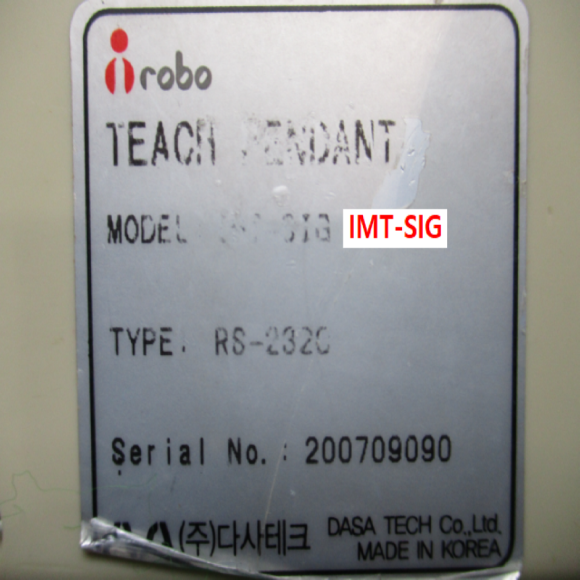 irobo
TEACH PENDANT
MODEL IMT-SIG
TYPE: RS-232C
Serial No. : 200709090
(주)다사테크 DASA TECH Co., Ltd.
MADE IN KOREA